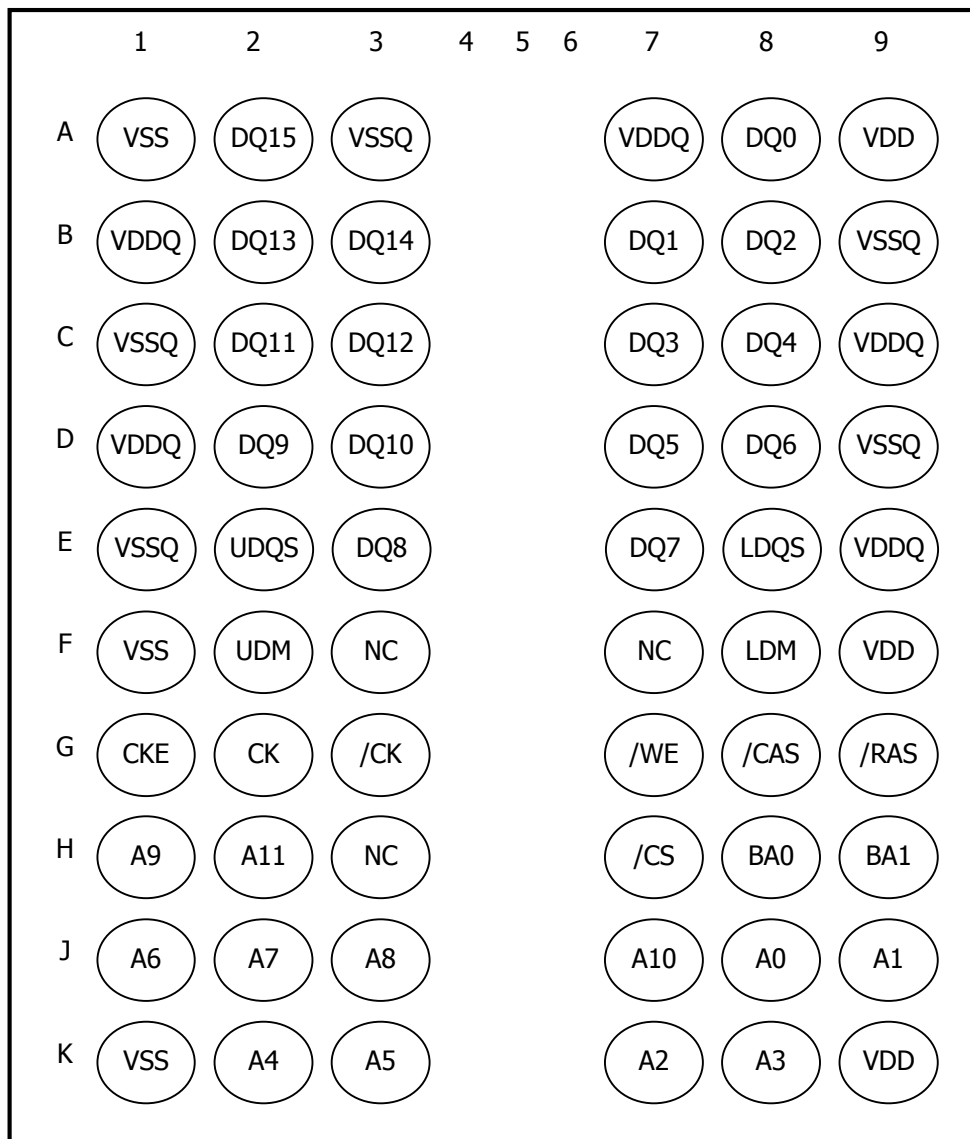 1 2 3 4 5 6 7 8 9
A VSS DQ15 VSSQ VDDQ DQ0 VDD
B VDDQ DQ13 DQ14 DQ1 DQ2 VSSQ
C VSSQ DQ11 DQ12 DQ3 DQ4 VDDQ
D VDDQ DQ9 DQ10 DQ5 DQ6 VSSQ
E VSSQ UDQS DQ8 DQ7 LDQS VDDQ
F VSS UDM NC NC LDM VDD
G CKE CK /CK /WE /CAS /RAS
H A9 A11 NC /CS BA0 BA1
J A6 A7 A8 A10 A0 A1
K VSS A4 A5 A2 A3 VDD